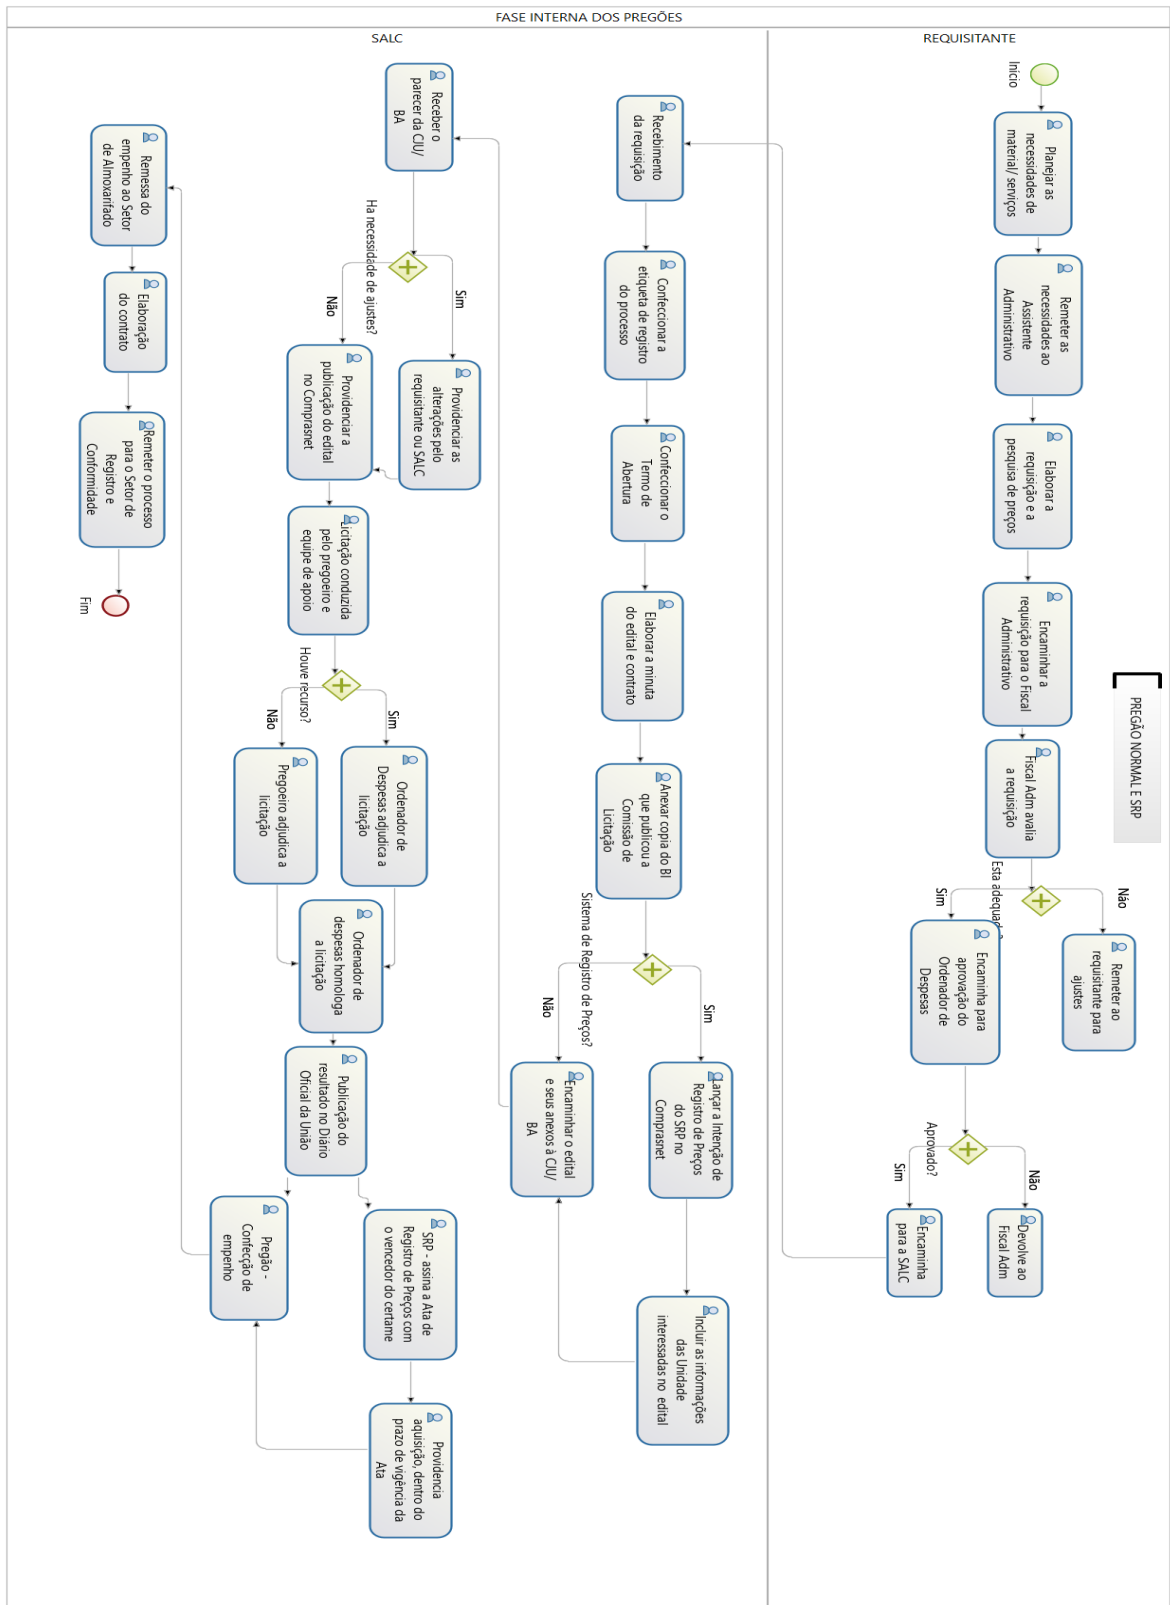 FASE INTERNA DOS PREGÕES
SALC
REQUISITANTE
PREGÃO NORMAL E SRP
Início
Planejar as
necessidades de
material/ serviços
Remeter as
necessidades ao
Assistente
Administrativo
Elaborar a
requisição e a
pesquisa de preços
Encaminhar a
requisição para o Fiscal
Administrativo
Fiscal Adm avalia
a requisição
Esta adequada?
Não
Sim
Remeter ao
requisitante para
ajustes
Encaminha para
aprovação do
Ordenador de
Despesas
Aprovado?
Não
Sim
Devolve ao
Fiscal Adm
Encaminha
para a SALC
Recebimento
da requisição
Confeccionar a
etiqueta de registro
do processo
Confeccionar o
Termo de
Abertura
Elaborar a minuta
do edital e contrato
Anexar copia do BI
que publicou a
Comissão de
Licitação
Sistema de Registro de Preços?
Sim
Não
Lançar a Intenção de
Registro de Preços
do SRP no
Comprasnet
Incluir as informações
das Unidade
interessadas no edital
Encaminhar o edital
e seus anexos à CJU/
BA
Receber o
parecer da CJU/
BA
Ha necessidade de ajustes?
Sim
Não
Providenciar as
alterações pelo
requisitante ou SALC
Providenciar a
publicação do edital
no Comprasnet
Licitação conduzida
pelo pregoeiro e
equipe de apoio
Houve recurso?
Sim
Não
Ordenador de
Despesas adjudica a
licitação
Pregoeiro adjudica a
licitação
Ordenador de
despesas homologa
a licitação
Publicação do
resultado no Diário
Oficial da União
SRP - assina a Ata de
Registro de Preços com
o vencedor do certame
Providencia
aquisição, dentro do
prazo de vigência da
Ata
Pregão -
Confecção de
empenho
Remessa do
empenho ao Setor
de Almoxarifado
Elaboração
do contrato
Remeter o processo
para o Setor de
Registro e
Conformidade
Fim